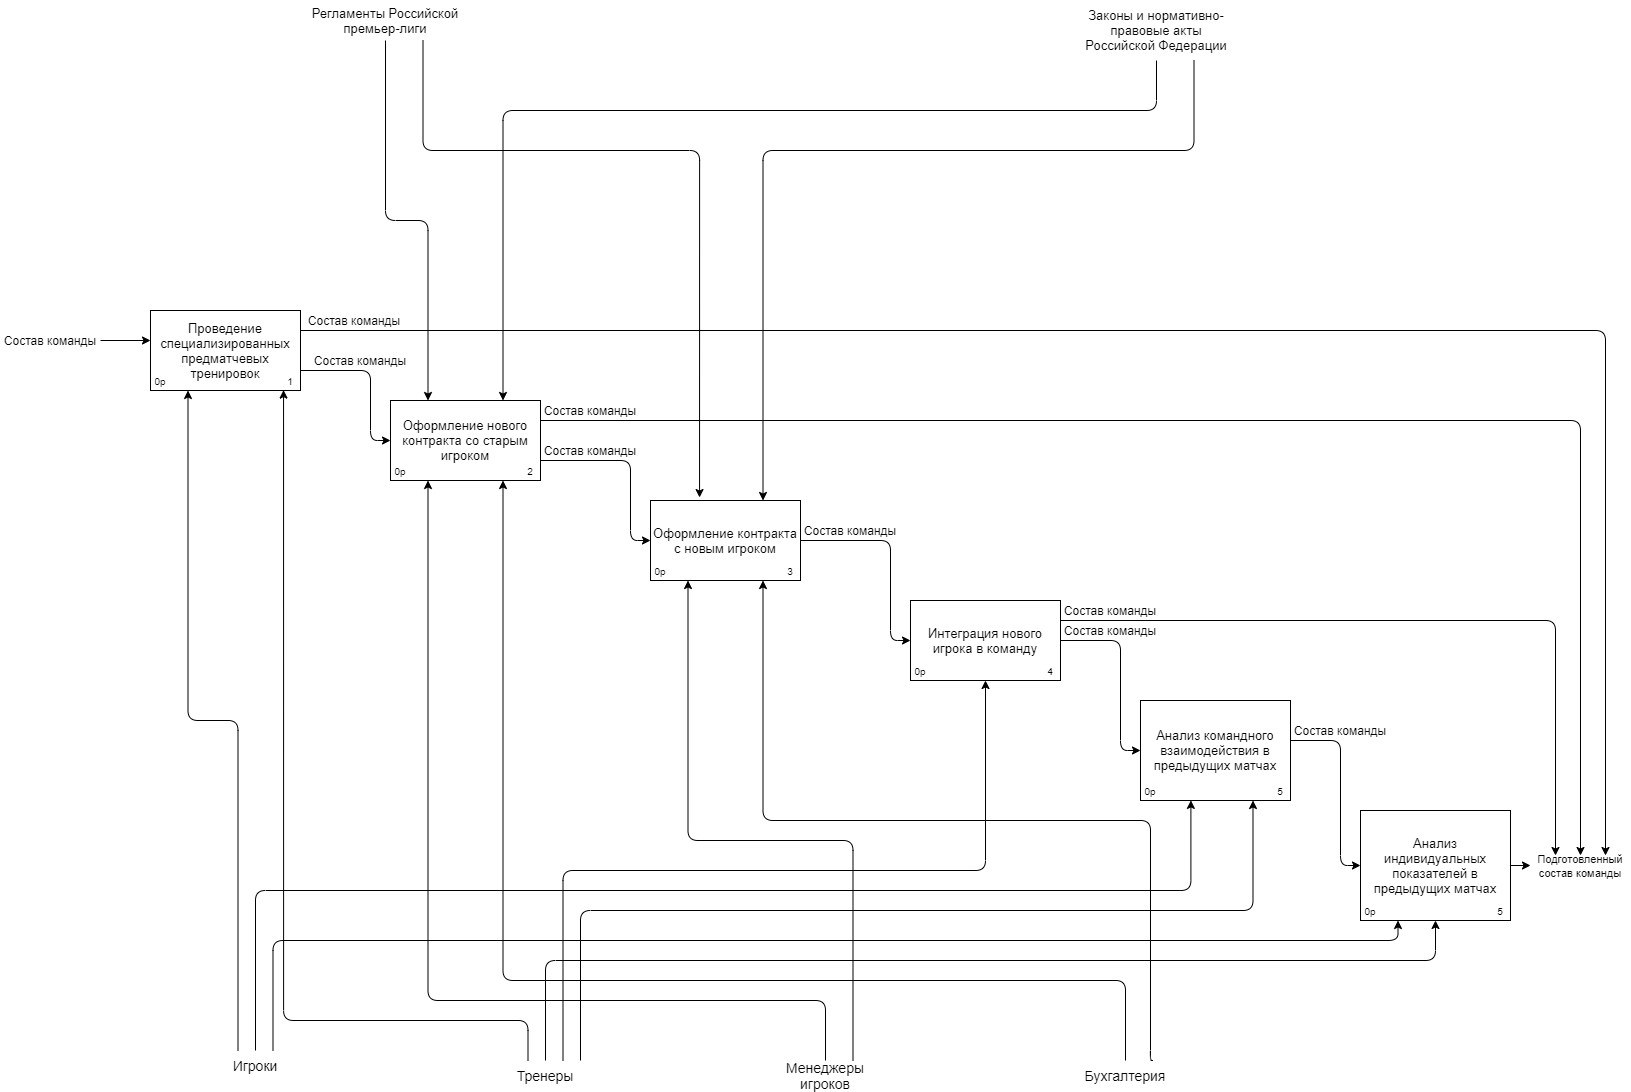 Регламенты Российской
премьер-лиги
Законы и нормативно-
правовые акты
Российской Федерации
Состав команды
Проведение
специализированных
предматчевых
тренировок
0р
1
Состав команды
Состав команды
Оформление нового
контракта со старым
игроком
0р
2
Состав команды
Состав команды
Оформление контракта
с новым игроком
0р
3
Состав команды
Интеграция нового
игрока в команду
0р
4
Состав команды
Состав команды
Анализ командного
взаимодействия в
предыдущих матчах
0р
5
Состав команды
Анализ
индивидуальных
показателей в
предыдущих матчах
0р
5
Подготовленный
состав команды
Игроки
Тренеры
Менеджеры
игроков
Бухгалтерия